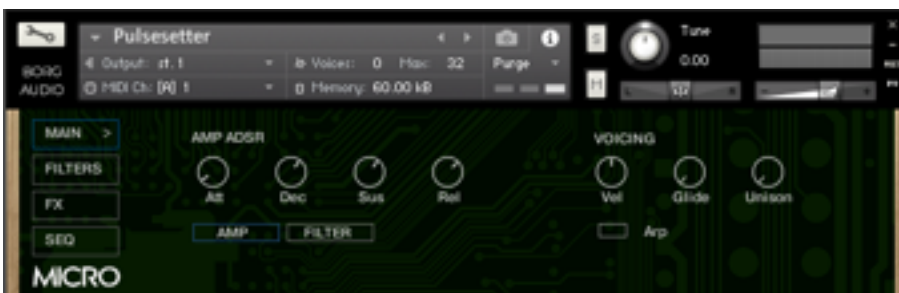 Pulsesetter
S
Tune
Output: st. 1
Voices: 0 Max: 32
Purge
0.00
BORG
AUDIO
MIDI Ch: [A] 1
Memory: 60.00 kB
M
L
R
MAIN >
AMP ADSR
VOICING
FILTERS
Att
Dec
Sus
Rel
Vel
Glide
Unison
FX
SEQ
AMP
FILTER
Arp
MICRO